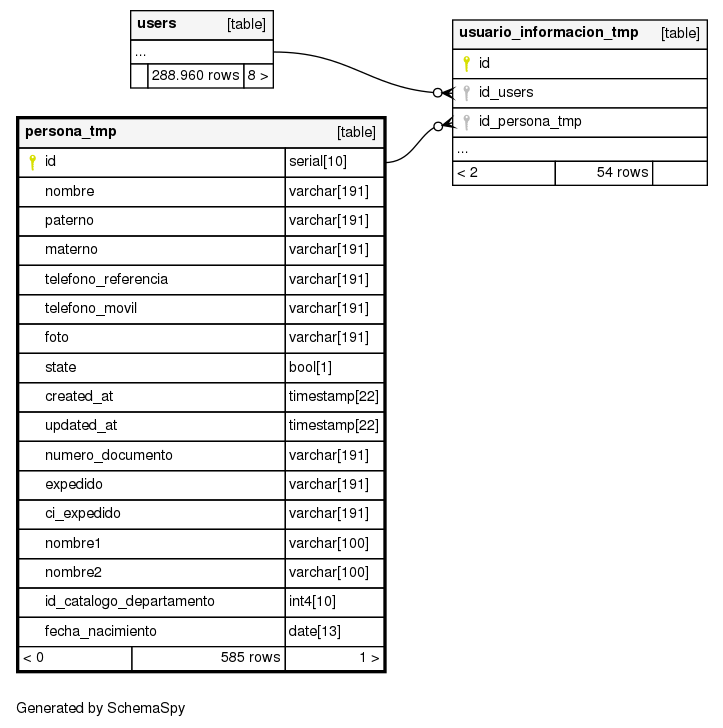 users [table]
...
288.960 rows 8 >
usuario_informacion_tmp [table]
id
id_users
id_persona_tmp
...
< 2 54 rows
persona_tmp [table]
id serial[10]
nombre varchar[191]
paterno varchar[191]
materno varchar[191]
telefono_referencia varchar[191]
telefono_movil varchar[191]
foto varchar[191]
state bool[1]
created_at timestamp[22]
updated_at timestamp[22]
numero_documento varchar[191]
expedido varchar[191]
ci_expedido varchar[191]
nombre1 varchar[100]
nombre2 varchar[100]
id_catalogo_departamento int4[10]
fecha_nacimiento date[13]
< 0 585 rows 1 >
Generated by SchemaSpy